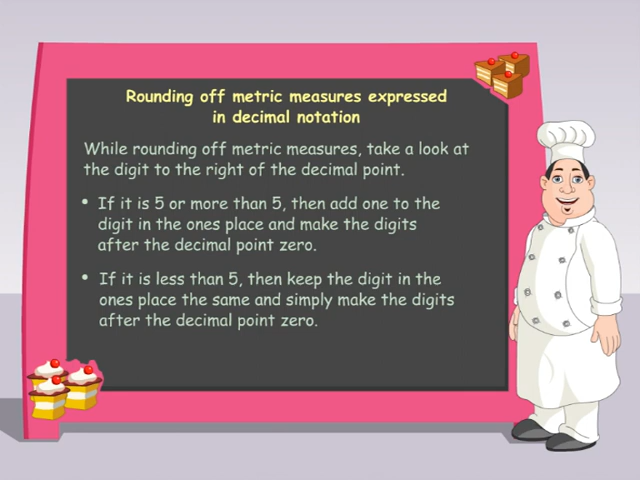 Rounding off metric measures expressed
in decimal notation
While rounding off metric measures, take a look at
the digit to the right of the decimal point.
• If it is 5 or more than 5, then add one to the
digit in the ones place and make the digits
after the decimal point zero.
• If it is less than 5, then keep the digit in the
ones place the same and simply make the digits
after the decimal point zero.